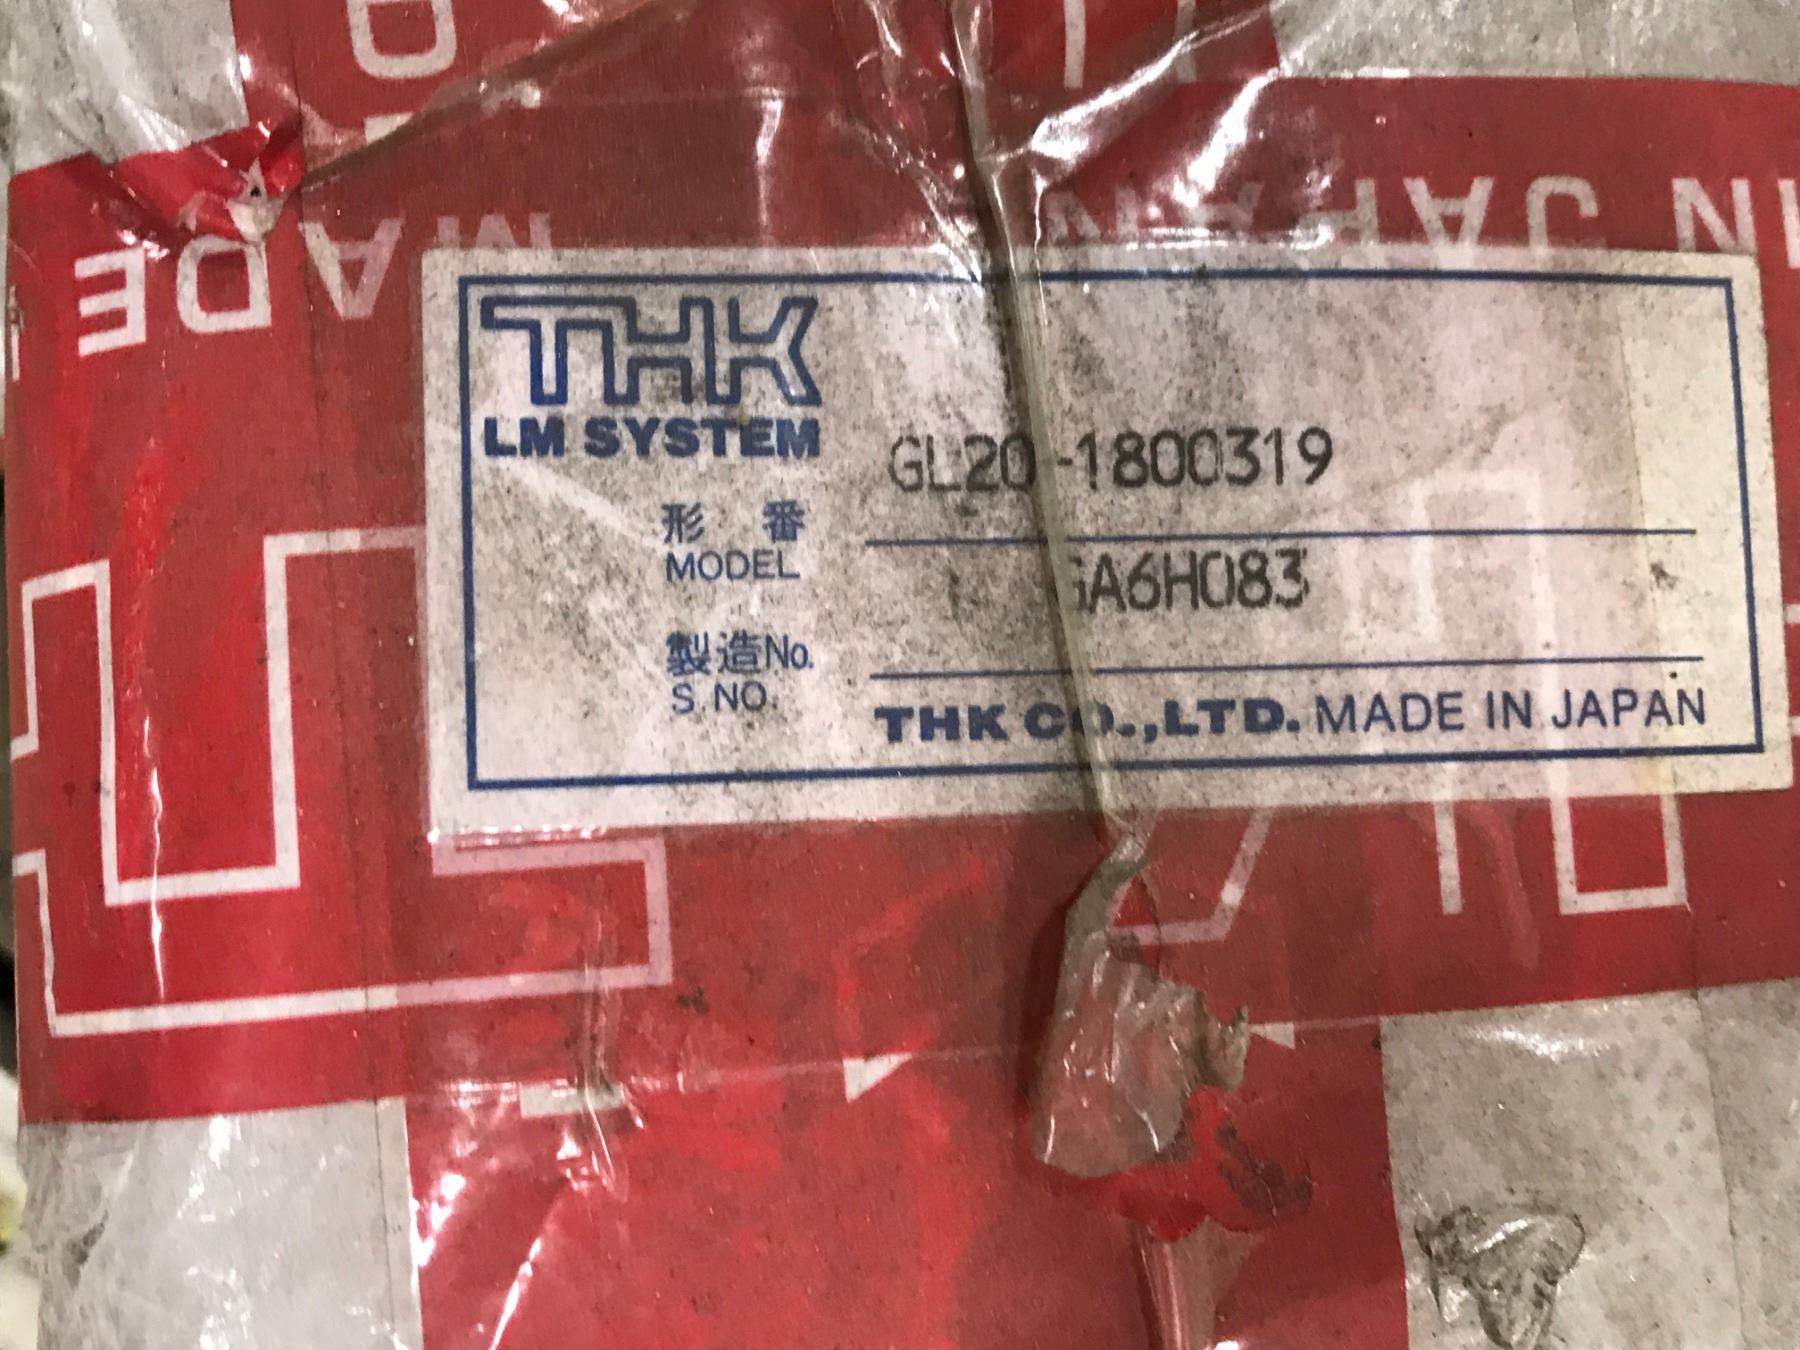 MADE IN JAPAN
THK
LM SYSTEM
GL20-1800319
形 番
MODEL
GA6H083
製造No.
S.NO.
THK CO.,LTD. MADE IN JAPAN